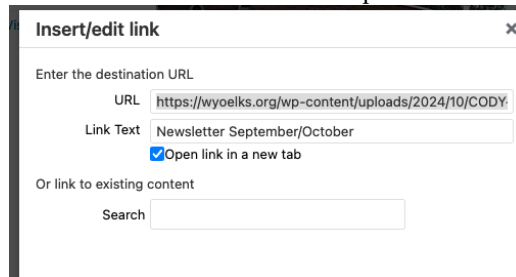 Insert/edit link
Enter the destination URL
URL https://wyoelks.org/wp-content/uploads/2024/10/CODY-
Link Text Newsletter September/October
Open link in a new tab
Or link to existing content
Search